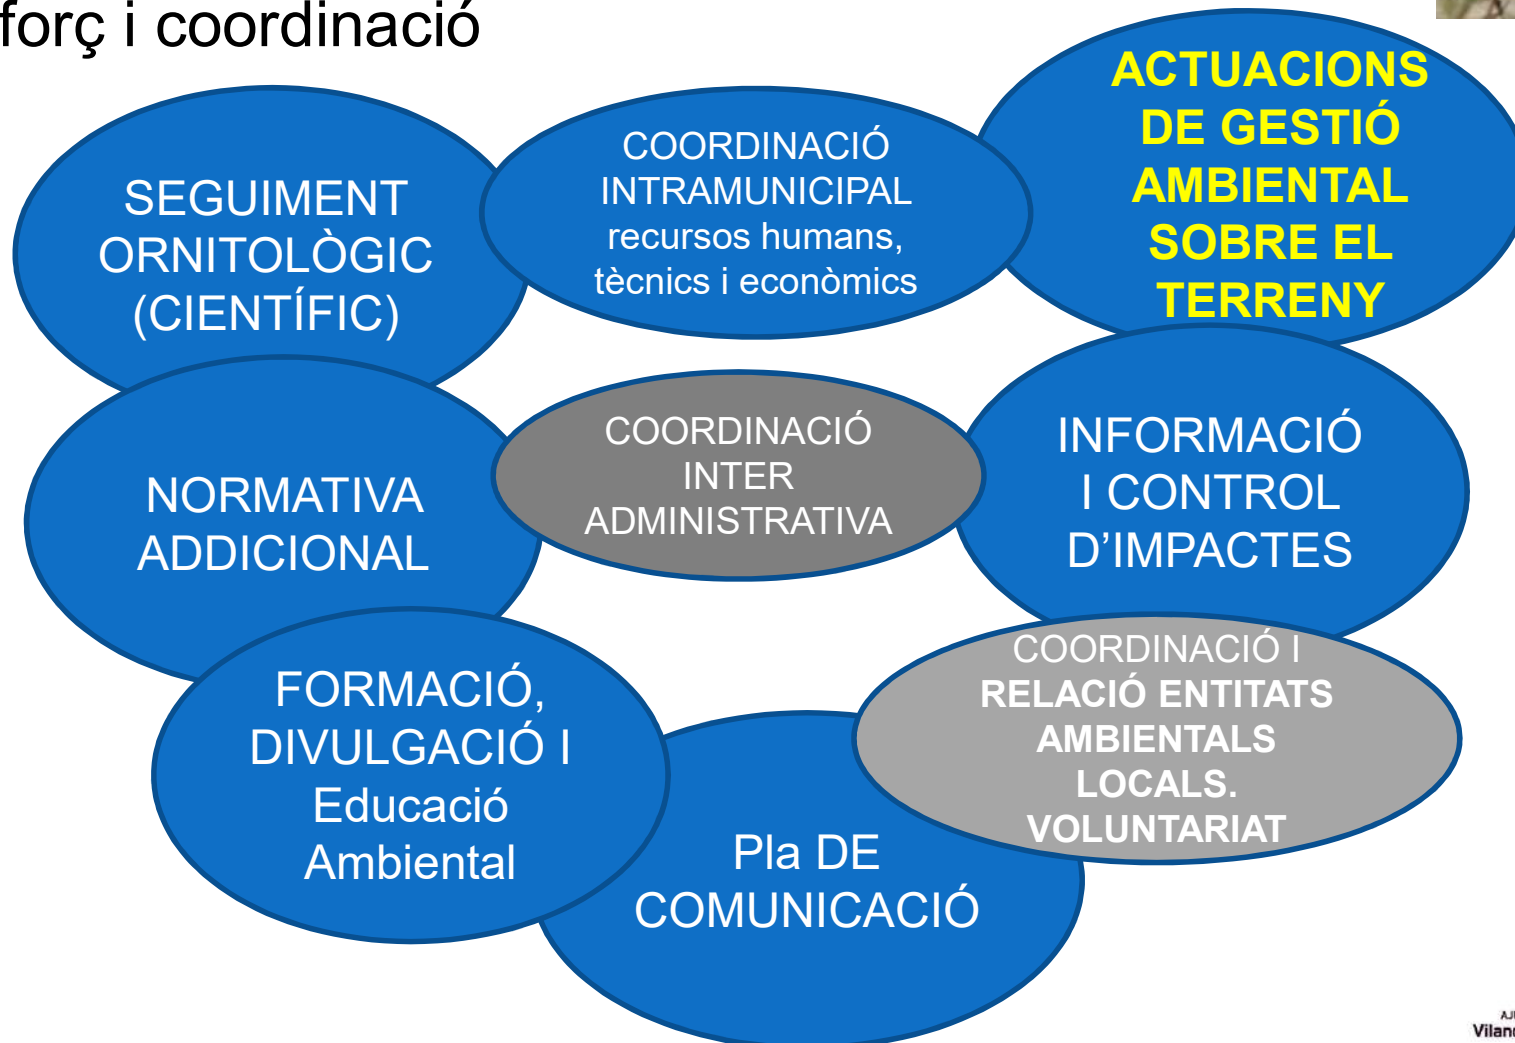 forç i coordinació
SEGUIMENT
ORNITOLÒGIC
(CIENTÍFIC)
COORDINACIÓ
INTRAMUNICIPAL
recursos humans,
tècnics i econòmics
ACTUACIONS
DE GESTIÓ
AMBIENTAL
SOBRE EL
TERRENY
NORMATIVA
ADDICIONAL
COORDINACIÓ
INTER
ADMINISTRATIVA
INFORMACIÓ
I CONTROL
D’IMPACTES
FORMACIÓ,
DIVULGACIÓ I
Educació
Ambiental
Pla DE
COMUNICACIÓ
COORDINACIÓ I
RELACIÓ ENTITATS
AMBIENTALS
LOCALS.
VOLUNTARIAT